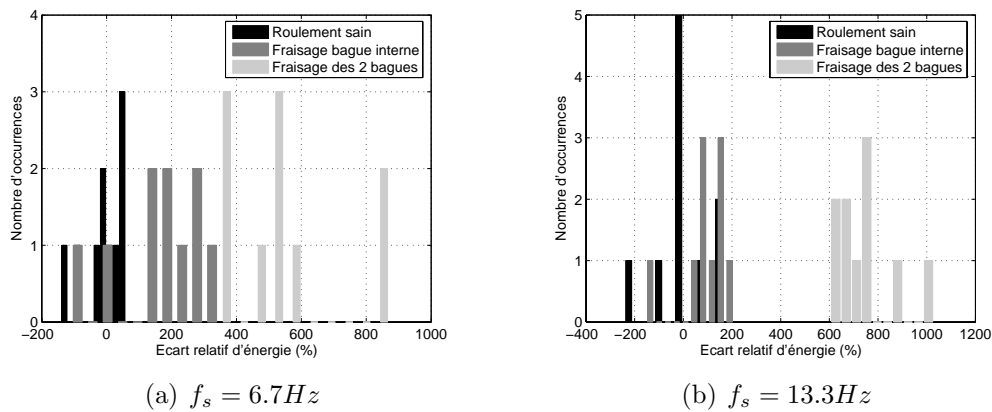 4
3
2
1
0
Nombre d'occurrences
Roulement sain
Fraisage bague interne
Fraisage des 2 bagues
−200 0 200 400 600 800 1000
Ecart relatif d'énergie (%)
(a) f_s = 6.7Hz
5
4
3
2
1
0
Nombre d'occurrences
Roulement sain
Fraisage bague interne
Fraisage des 2 bagues
−400 −200 0 200 400 600 800 1000 1200
Ecart relatif d'énergie (%)
(b) f_s = 13.3Hz